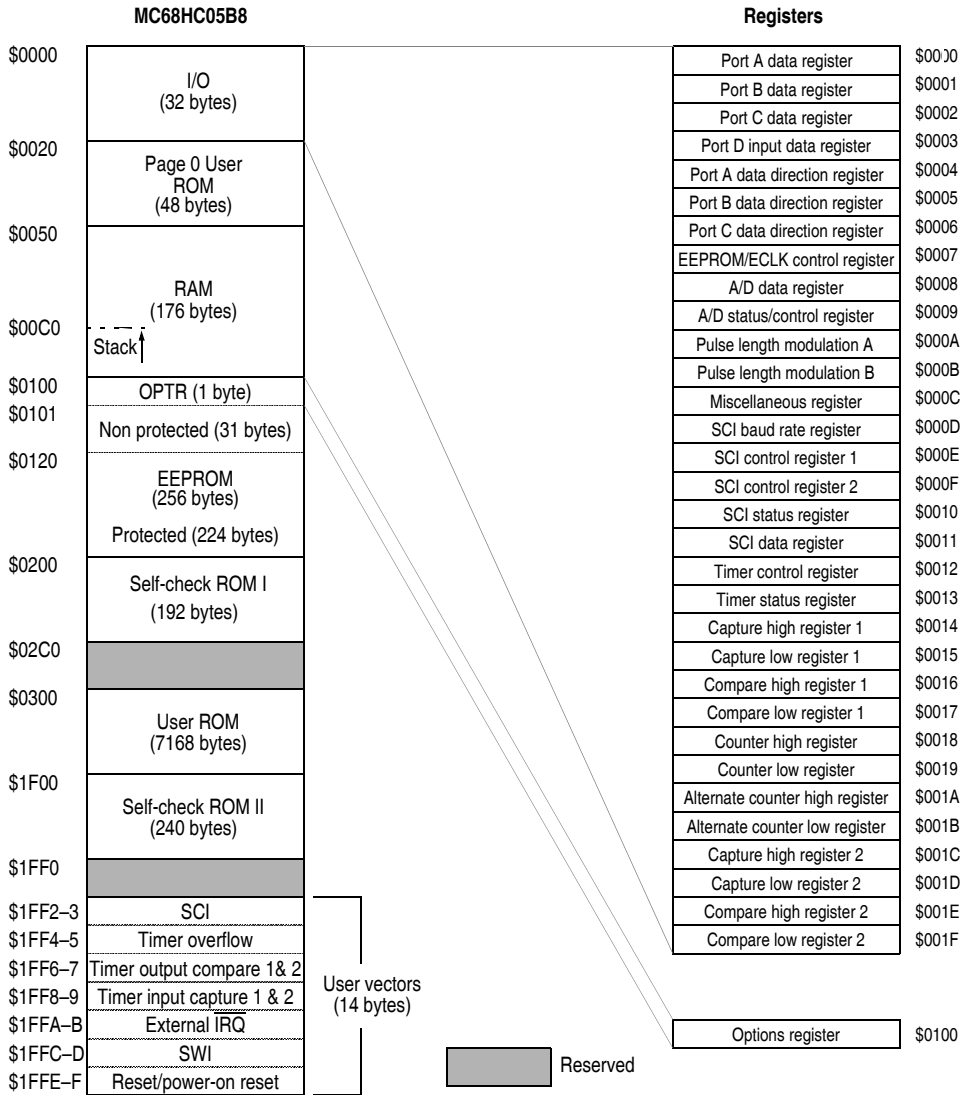 MC68HC05B8
Registers
$0000
I/O
(32 bytes)
$0020
Page 0 User
ROM
(48 bytes)
$0050
RAM
(176 bytes)
$00C0
Stack
$0100
OPTR (1 byte)
$0101
Non protected (31 bytes)
$0120
EEPROM
(256 bytes)
Protected (224 bytes)
$0200
Self-check ROM I
(192 bytes)
$02C0
$0300
User ROM
(7168 bytes)
$1F00
Self-check ROM II
(240 bytes)
$1FF0
$1FF2–3 SCI
$1FF4–5 Timer overflow
$1FF6–7 Timer output compare 1& 2
$1FF8–9 Timer input capture 1 & 2
$1FFA–B External IRQ
$1FFC–D SWI
$1FFE–F Reset/power-on reset
User vectors
(14 bytes)
Reserved
Port A data register $0000
Port B data register $0001
Port C data register $0002
Port D input data register $0003
Port A data direction register $0004
Port B data direction register $0005
Port C data direction register $0006
EEPROM/ECLK control register $0007
A/D data register $0008
A/D status/control register $0009
Pulse length modulation A $000A
Pulse length modulation B $000B
Miscellaneous register $000C
SCI baud rate register $000D
SCI control register 1 $000E
SCI control register 2 $000F
SCI status register $0010
SCI data register $0011
Timer control register $0012
Timer status register $0013
Capture high register 1 $0014
Capture low register 1 $0015
Compare high register 1 $0016
Compare low register 1 $0017
Counter high register $0018
Counter low register $0019
Alternate counter high register $001A
Alternate counter low register $001B
Capture high register 2 $001C
Capture low register 2 $001D
Compare high register 2 $001E
Compare low register 2 $001F
Options register $0100